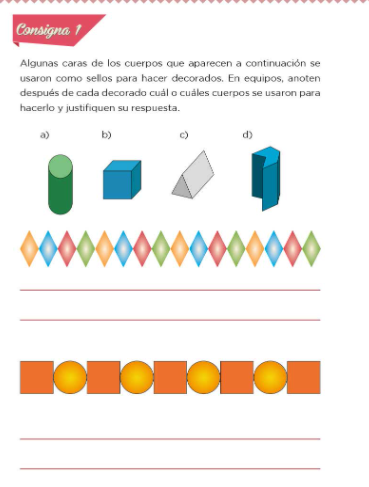 Consigna 1
Algunas caras de los cuerpos que aparecen a continuación se
usaron como sellos para hacer decorados. En equipos, anoten
después de cada decorado cuál o cuáles cuerpos se usaron para
hacerlo y justifiquen su respuesta.
a) b) c) d)